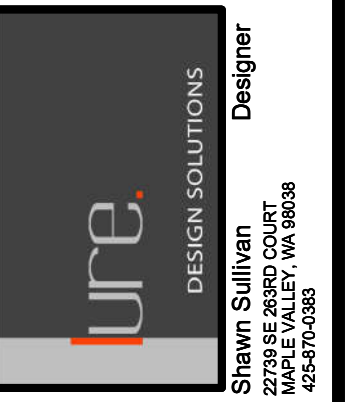 lure.
DESIGN SOLUTIONS
Shawn Sullivan Designer
22739 SE 263RD COURT
MAPLE VALLEY, WA 98038
425-870-0383